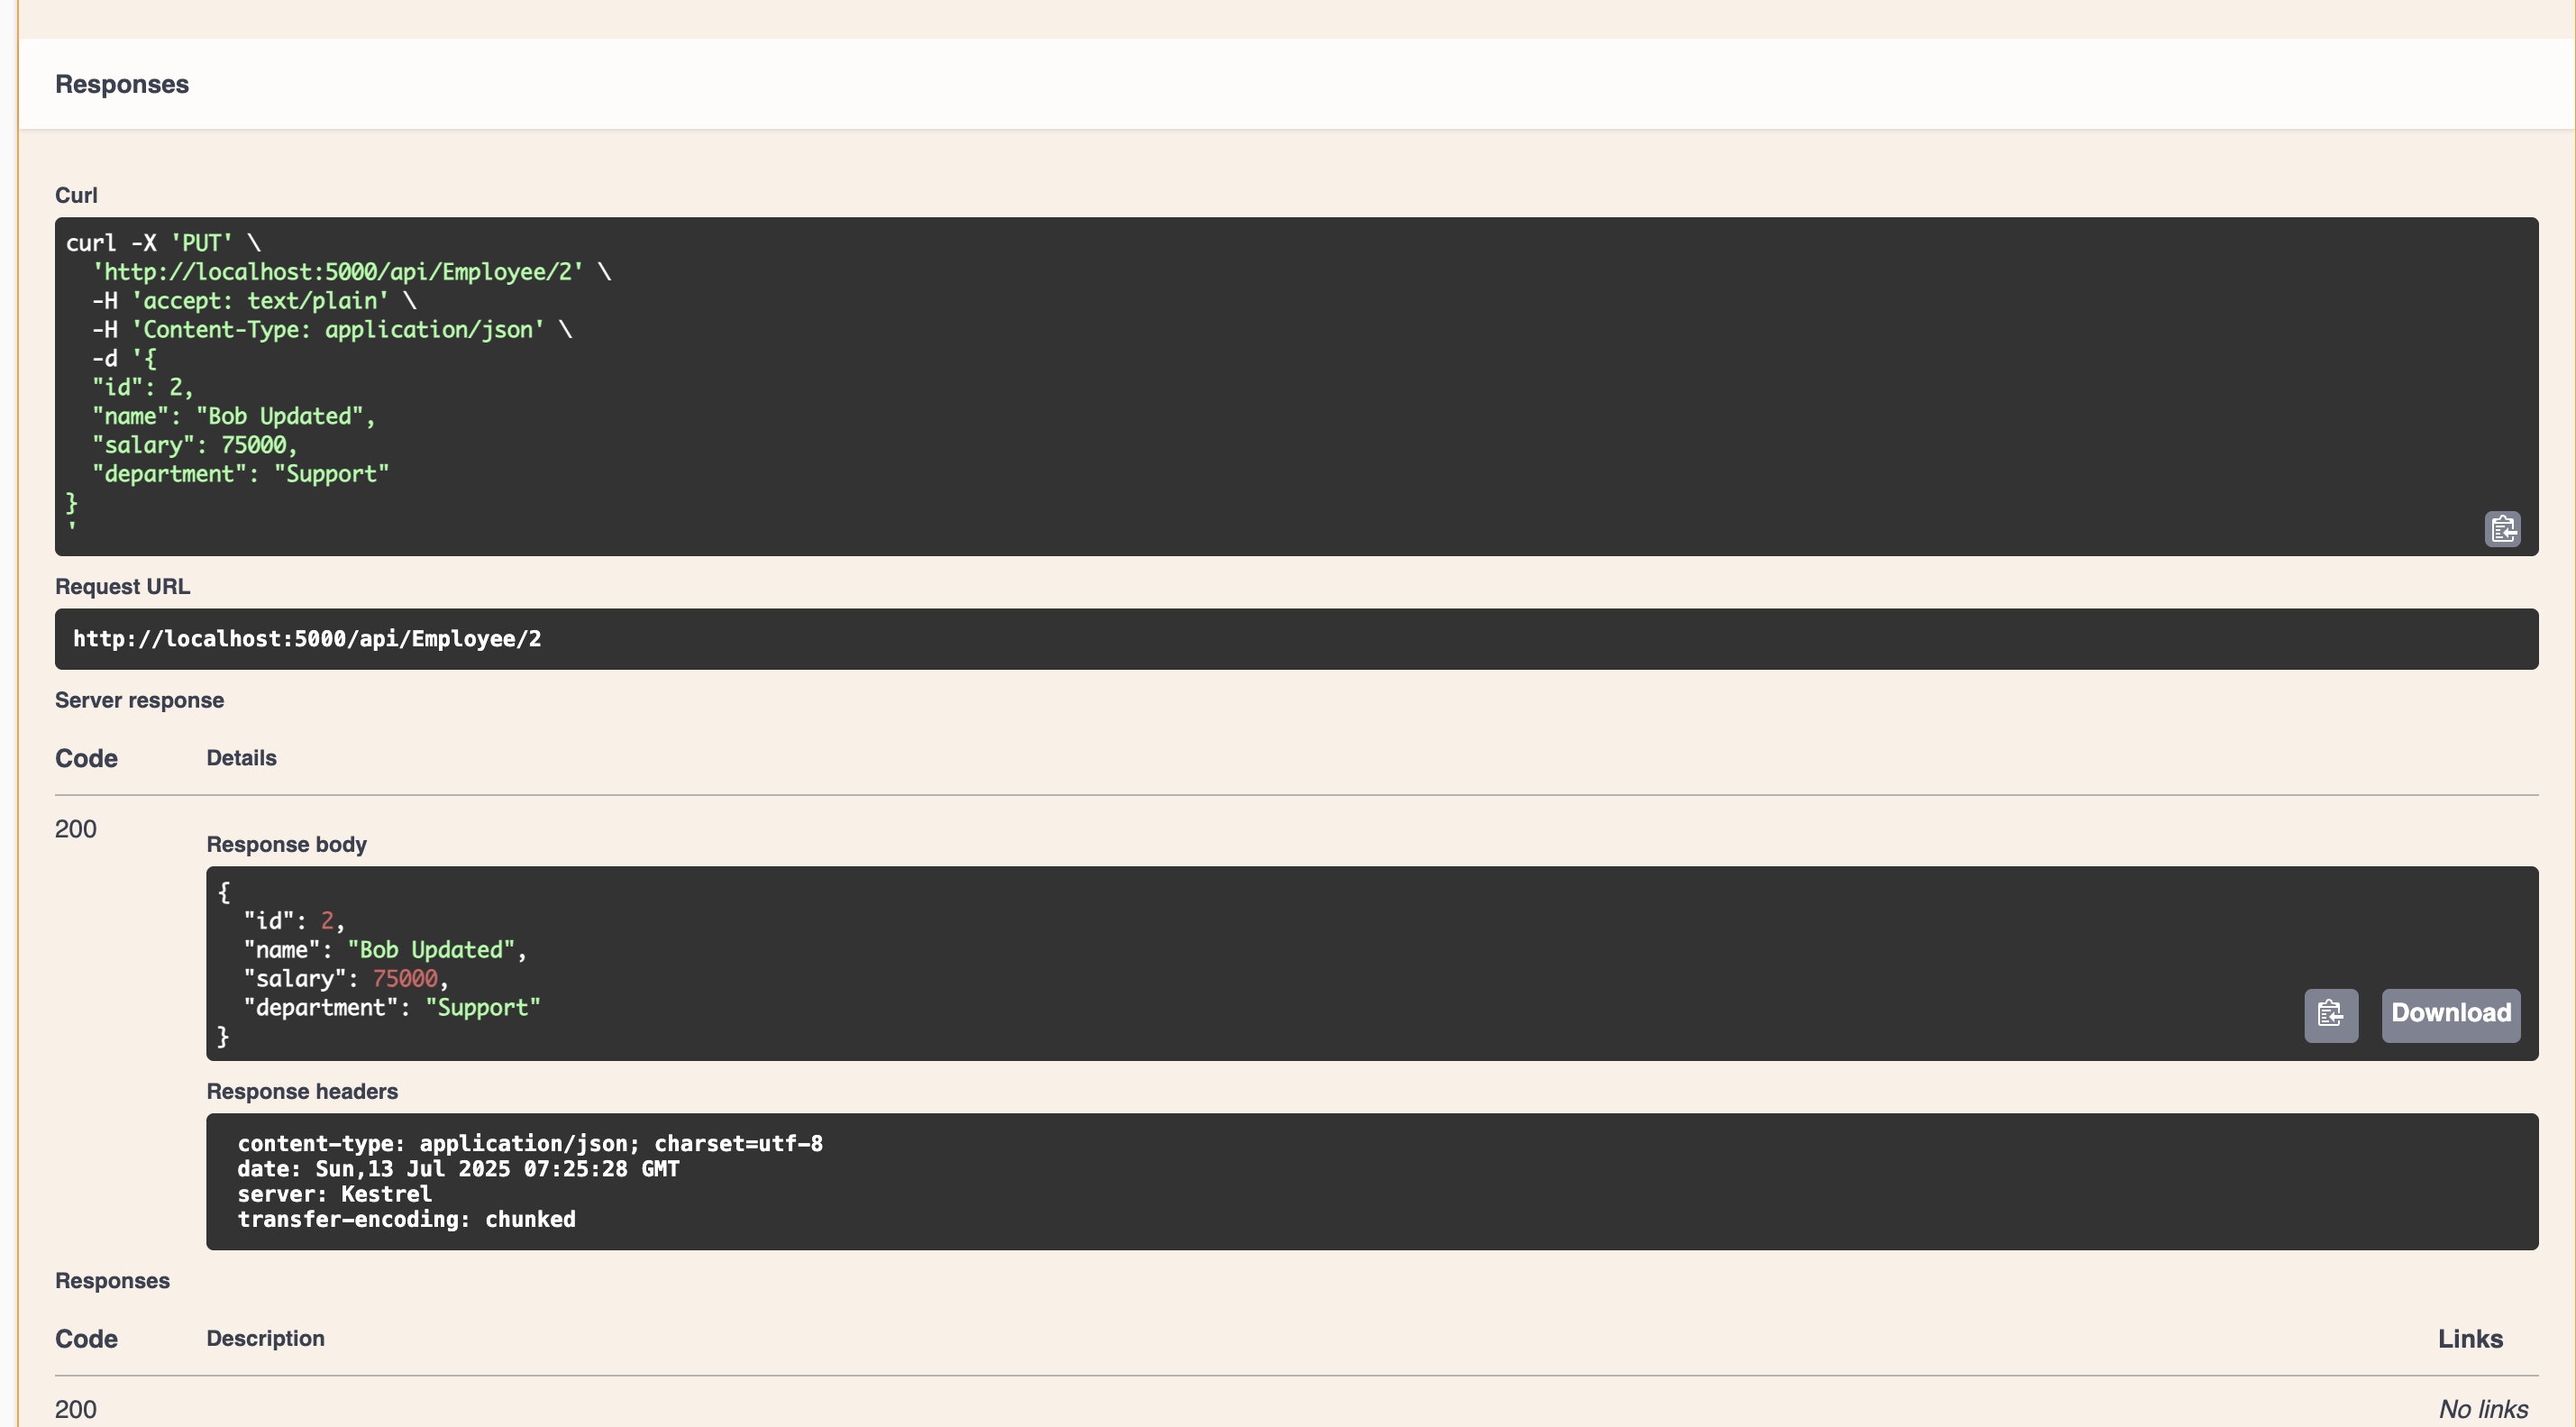 Responses
Curl
curl -X 'PUT' \
  'http://localhost:5000/api/Employee/2' \
  -H 'accept: text/plain' \
  -H 'Content-Type: application/json' \
  -d '{
  "id": 2,
  "name": "Bob Updated",
  "salary": 75000,
  "department": "Support"
}
'
Request URL
http://localhost:5000/api/Employee/2
Server response
Code Details
200
Response body
{
  "id": 2,
  "name": "Bob Updated",
  "salary": 75000,
  "department": "Support"
}
Download
Response headers
content-type: application/json; charset=utf-8
date: Sun,13 Jul 2025 07:25:28 GMT
server: Kestrel
transfer-encoding: chunked
Responses
Code Description Links
200 No links